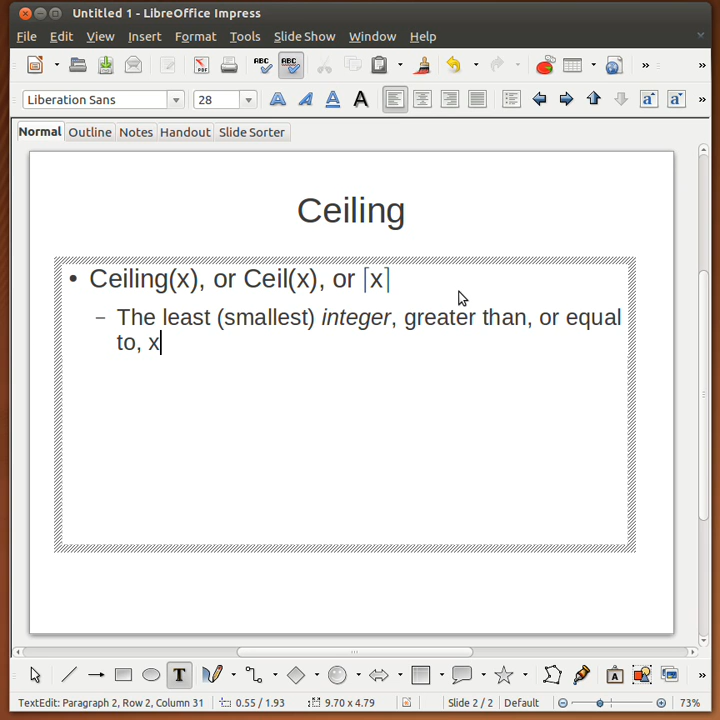 Untitled 1 - LibreOffice Impress
File Edit View Insert Format Tools Slide Show Window Help
ABC ABC » »
Liberation Sans 28 A A A A a a »
Normal Outline Notes Handout Slide Sorter
Ceiling
• Ceiling(x), or Ceil(x), or ⌈x⌉
– The least (smallest) integer, greater than, or equal
to, x
T A »
TextEdit: Paragraph 2, Row 2, Column 31 0.55 / 1.93 9.70 x 4.79 Slide 2 / 2 Default 73%